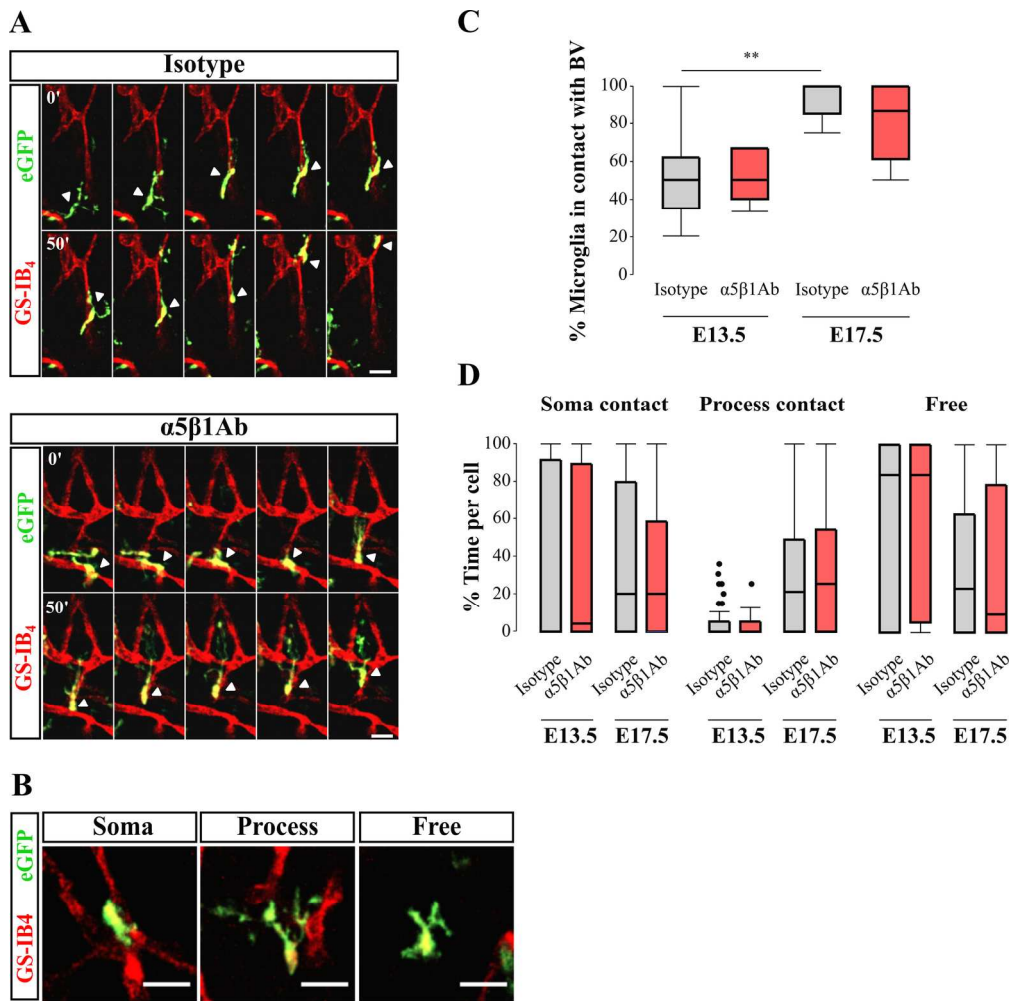 A
Isotype
eGFP
GS-IB4
0'
50'
α5β1Ab
eGFP
GS-IB4
0'
50'
B
Soma
Process
Free
eGFP
GS-IB4
C
% Microglia in contact with BV
**
100
80
60
40
20
0
Isotype
α5β1Ab
Isotype
α5β1Ab
E13.5
E17.5
D
Soma contact
Process contact
Free
% Time per cell
100
80
60
40
20
0
Isotype
α5β1Ab
Isotype
α5β1Ab
Isotype
α5β1Ab
Isotype
α5β1Ab
Isotype
α5β1Ab
Isotype
α5β1Ab
E13.5
E17.5
E13.5
E17.5
E13.5
E17.5